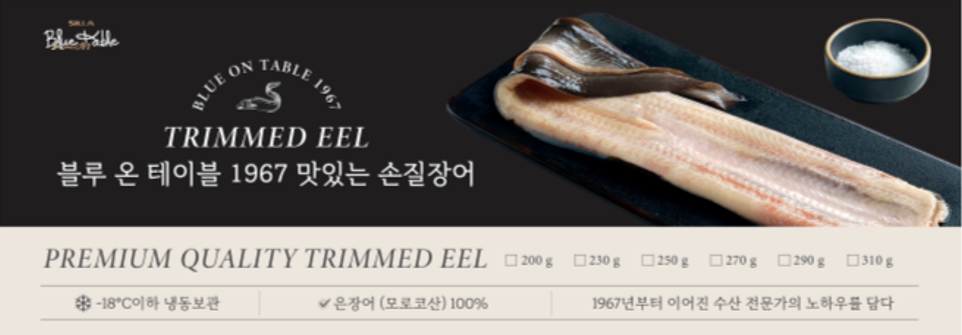 SILLA
Blue Table
BLUE ON TABLE 1967
TRIMMED EEL
블루 온 테이블 1967 맛있는 손질장어
PREMIUM QUALITY TRIMMED EEL □ 200 g □ 230 g □ 250 g □ 270 g □ 290 g □ 310 g
-18°C이하 냉동보관 ✓은장어 (모로코산) 100% 1967년부터 이어진 수산 전문가의 노하우를 담다